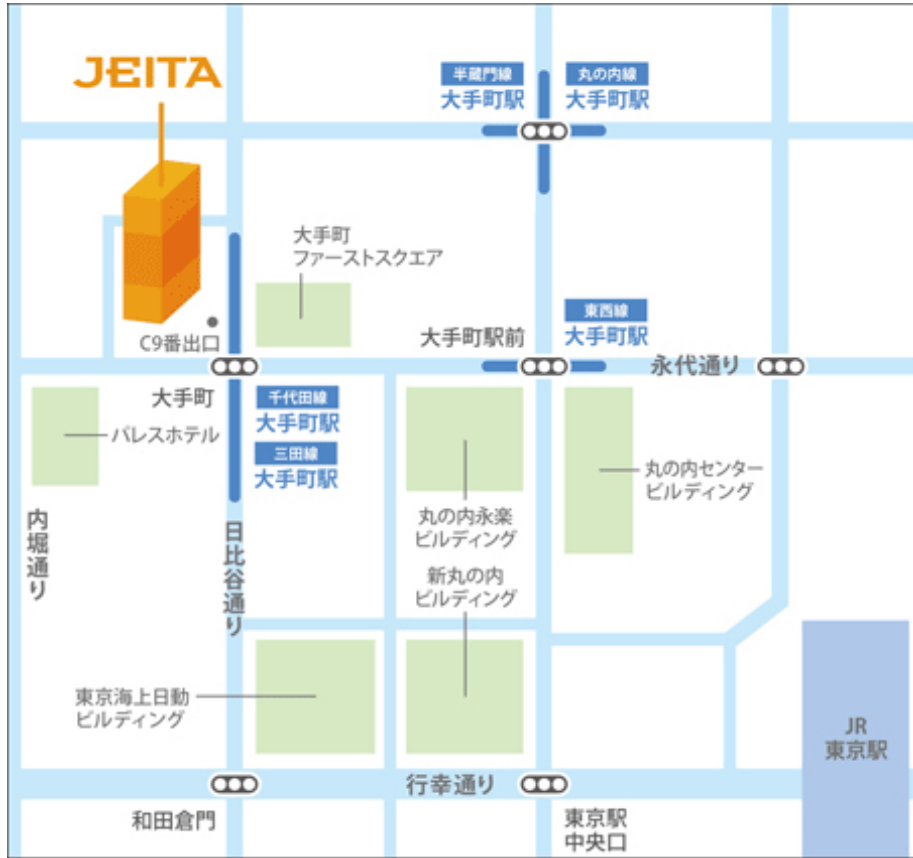 JEITA
半蔵門線
大手町駅
丸の内線
大手町駅
大手町
ファーストスクエア
C9番出口
大手町駅前
東西線
大手町駅
永代通り
大手町
千代田線
大手町駅
三田線
大手町駅
パレスホテル
丸の内センター
ビルディング
丸の内永楽
ビルディング
内堀通り
日比谷通り
新丸の内
ビルディング
東京海上日動
ビルディング
JR
東京駅
行幸通り
和田倉門
東京駅
中央口